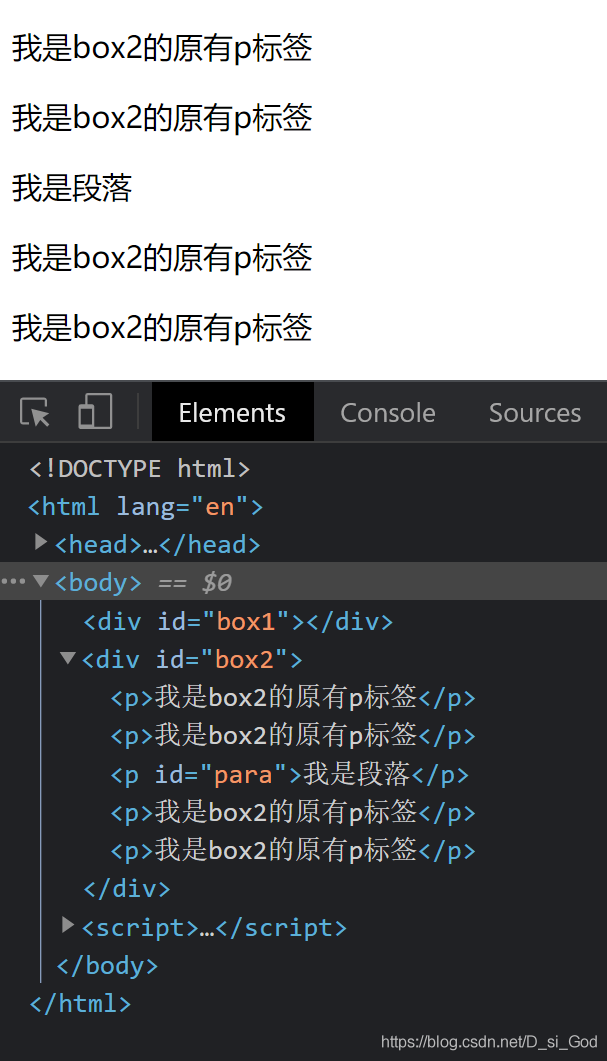 我是box2的原有p标签
我是box2的原有p标签
我是段落
我是box2的原有p标签
我是box2的原有p标签
Elements Console Sources
<!DOCTYPE html>
<html lang="en">
<head>…</head>
<body> == $0
<div id="box1"></div>
<div id="box2">
<p>我是box2的原有p标签</p>
<p>我是box2的原有p标签</p>
<p id="para">我是段落</p>
<p>我是box2的原有p标签</p>
<p>我是box2的原有p标签</p>
</div>
<script>…</script>
</body>
</html>
https://blog.csdn.net/D_si_God